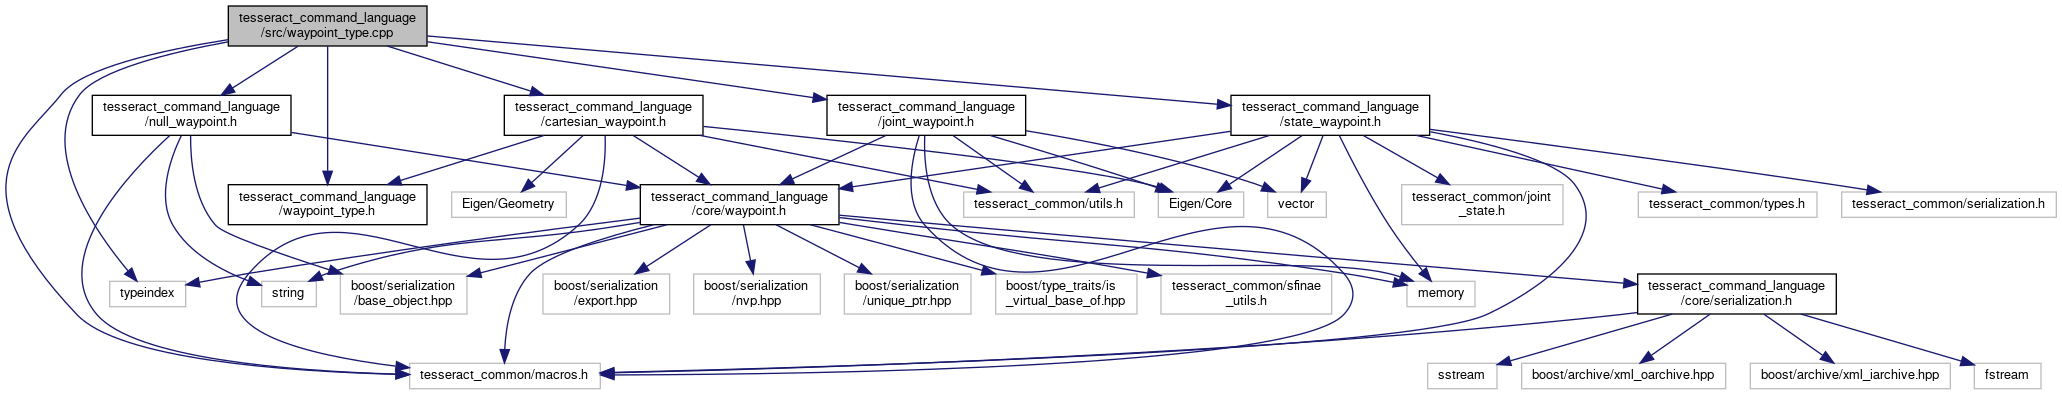 tesseract_command_language
/src/waypoint_type.cpp
tesseract_command_language
/null_waypoint.h
tesseract_command_language
/cartesian_waypoint.h
tesseract_command_language
/joint_waypoint.h
tesseract_command_language
/state_waypoint.h
tesseract_command_language
/waypoint_type.h
Eigen/Geometry
tesseract_command_language
/core/waypoint.h
tesseract_common/utils.h
Eigen/Core
vector
tesseract_common/joint
_state.h
tesseract_common/types.h
tesseract_common/serialization.h
typeindex
string
boost/serialization
/base_object.hpp
boost/serialization
/export.hpp
boost/serialization
/nvp.hpp
boost/serialization
/unique_ptr.hpp
boost/type_traits/is
_virtual_base_of.hpp
tesseract_common/sfinae
_utils.h
memory
tesseract_command_language
/core/serialization.h
tesseract_common/macros.h
sstream
boost/archive/xml_oarchive.hpp
boost/archive/xml_iarchive.hpp
fstream